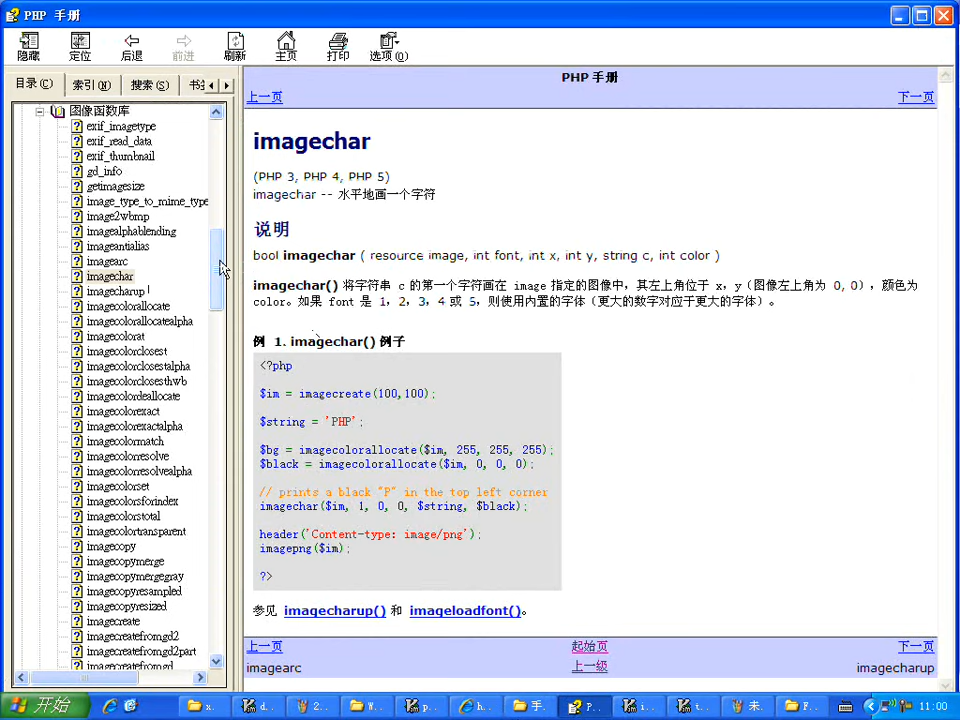 PHP 手册
隐藏 定位 后退 前进 刷新 主页 打印 选项(O)
目录(C) 索引(N) 搜索(S)
图像函数库
exif_imagetype
exif_read_data
exif_thumbnail
gd_info
getimagesize
image_type_to_mime_type
image2wbmp
imagealphablending
imageantialias
imagearc
imagechar
imagecharup
imagecolorallocate
imagecolorallocatealpha
imagecolorat
imagecolorclosest
imagecolorclosestalpha
imagecolorclosesthwb
imagecolordeallocate
imagecolorexact
imagecolorexactalpha
imagecolormatch
imagecolorresolve
imagecolorresolvealpha
imagecolorset
imagecolorsforindex
imagecolorstotal
imagecolortransparent
imagecopy
imagecopymerge
imagecopymergegray
imagecopyresampled
imagecopyresized
imagecreate
imagecreatefromgd2
imagecreatefromgd2part
imagecreatefromgd
PHP 手册
上一页 下一页
imagechar
(PHP 3, PHP 4, PHP 5)
imagechar -- 水平地画一个字符
说明
bool imagechar ( resource image, int font, int x, int y, string c, int color )
imagechar() 将字符串 c 的第一个字符画在 image 指定的图像中，其左上角位于 x，y（图像左上角为 0, 0），颜色为
color。如果 font 是 1，2，3，4 或 5，则使用内置的字体（更大的数字对应于更大的字体）。
例 1. imagechar() 例子
<?php
$im = imagecreate(100,100);
$string = 'PHP';
$bg = imagecolorallocate($im, 255, 255, 255);
$black = imagecolorallocate($im, 0, 0, 0);
// prints a black "P" in the top left corner
imagechar($im, 1, 0, 0, $string, $black);
header('Content-type: image/png');
imagepng($im);
?>
参见 imagecharup() 和 imageloadfont()。
上一页 起始页 下一页
imagearc 上一级 imagecharup
开始 x. d.. 2.. W.. p.. h.. 手.. P.. i.. t.. 未.. F.. 11:00